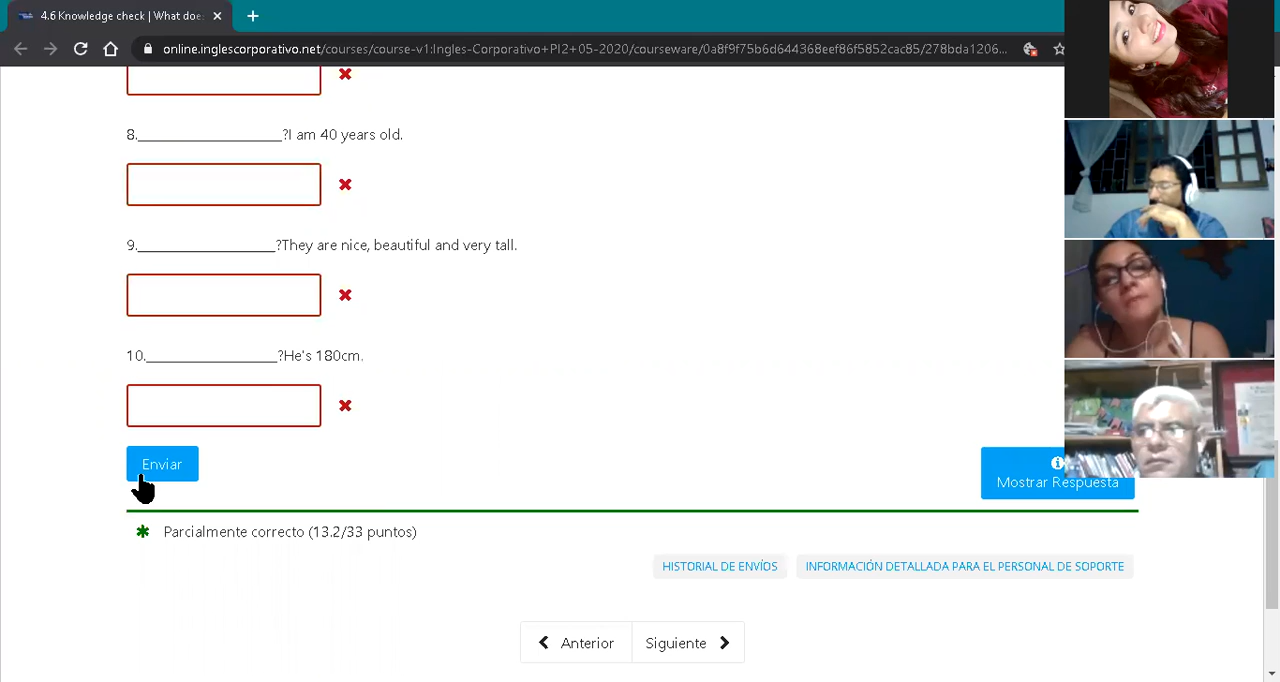 4.6 Knowledge check | What does
online.inglescorporativo.net/courses/course-v1:Ingles-Corporativo+PI2+05-2020/courseware/0a8f9f75b6d644368eef86f5852cac85/278bda1206...
8.__________________?I am 40 years old.
9.__________________?They are nice, beautiful and very tall.
10.__________________?He's 180cm.
Enviar
Mostrar Respuesta
Parcialmente correcto (13.2/33 puntos)
HISTORIAL DE ENVÍOS
INFORMACIÓN DETALLADA PARA EL PERSONAL DE SOPORTE
Anterior
Siguiente